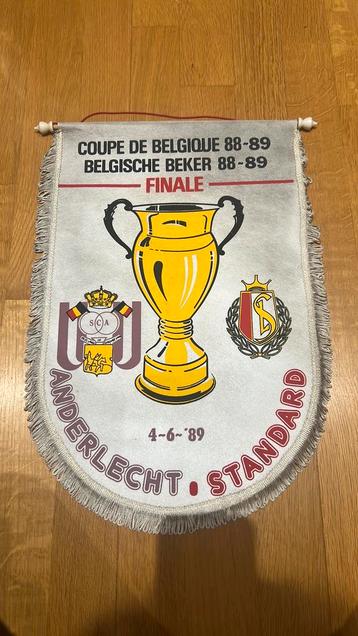 COUPE DE BELGIQUE 88-89
BELGISCHE BEKER 88-89
FINALE
SCA
4-6-'89
ANDERLECHT • STANDARD